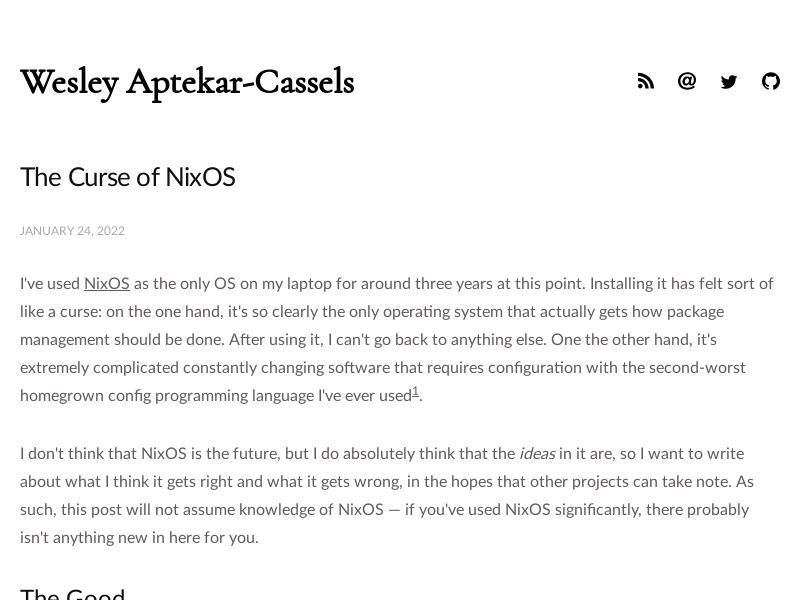 Wesley Aptekar-Cassels
The Curse of NixOS
JANUARY 24, 2022
I've used NixOS as the only OS on my laptop for around three years at this point. Installing it has felt sort of
like a curse: on the one hand, it's so clearly the only operating system that actually gets how package
management should be done. After using it, I can't go back to anything else. One the other hand, it's
extremely complicated constantly changing software that requires configuration with the second-worst
homegrown config programming language I've ever used1.
I don't think that NixOS is the future, but I do absolutely think that the ideas in it are, so I want to write
about what I think it gets right and what it gets wrong, in the hopes that other projects can take note. As
such, this post will not assume knowledge of NixOS — if you've used NixOS significantly, there probably
isn't anything new in here for you.
The Good